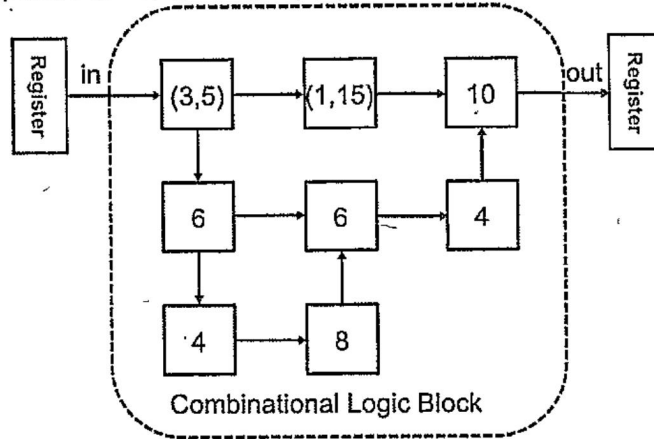 Register
in
(3,5)
(1,15)
10
out
Register
6
6
4
4
8
Combinational Logic Block